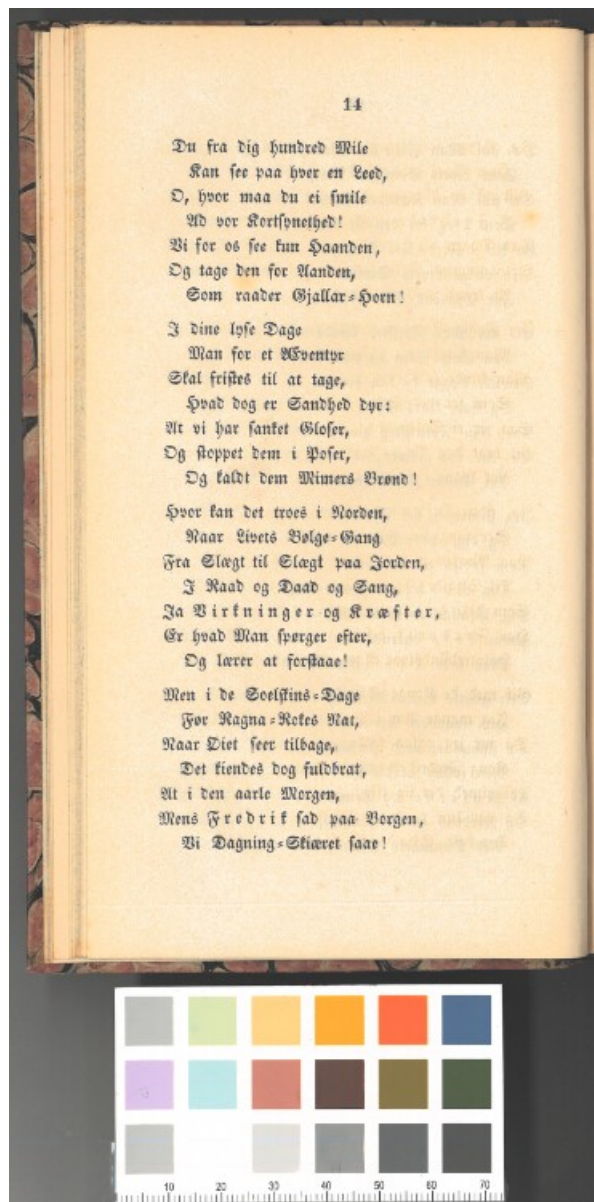 14
Du fra dig hundred Mile
Kan see paa hver en Leed,
O, hvor maa du ei smile
Ad vor Kortsynethed!
Vi for os see kun Haanden,
Og tage den for Aanden,
Som raader Gjallar-Horn!
I dine lyse Dage
Man for et Æventyr
Skal fristes til at tage,
Hvad dog er Sandhed dyr:
At vi har sanket Gloser,
Og stoppet dem i Poser,
Og kaldt dem Mimers Brønd!
Hvor kan det troes i Norden,
Naar Livets Bølge-Gang
Fra Slægt til Slægt paa Jorden,
I Raad og Daad og Sang,
Ja Virkninger og Kræfter,
Er hvad Man spørger efter,
Og lærer at forstaae!
Men i de Soelskins-Dage
Før Ragna-Rokes Nat,
Naar Øiet seer tilbage,
Det kiendes dog fuldbrat,
At i den aarle Morgen,
Mens Fredrik sad paa Borgen,
Vi Dagning-Skiæret saae!
10 20 30 40 50 60 70